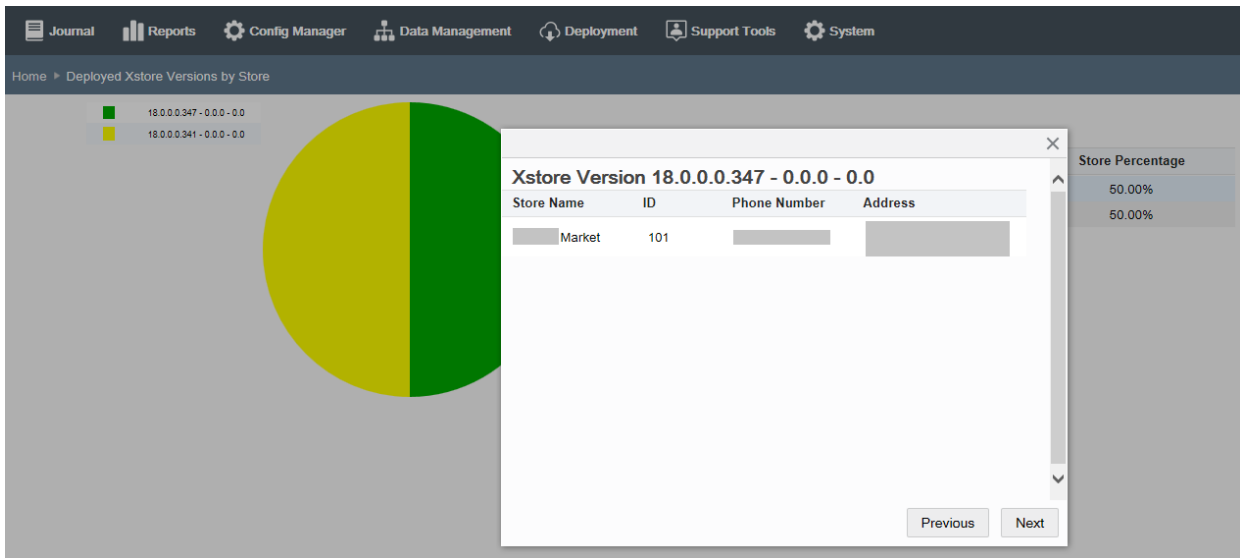 Journal Reports Config Manager Data Management Deployment Support Tools System
Home Deployed Xstore Versions by Store
18.0.0.347 - 0.0.0 - 0.0
18.0.0.341 - 0.0.0 - 0.0
Xstore Version 18.0.0.0.347 - 0.0.0 - 0.0
Store Name ID Phone Number Address
Market 101
Store Percentage
50.00%
50.00%
Previous Next